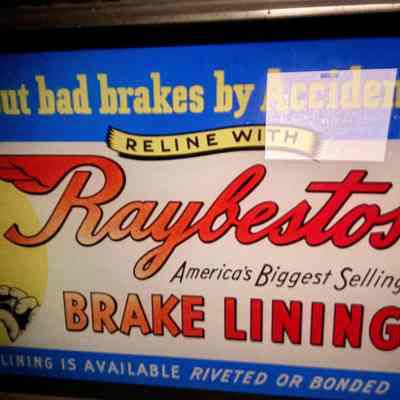 ut bad brakes by Acciden
RELINE WITH
Raybestos
America's Biggest Selling
BRAKE LINING
LINING IS AVAILABLE RIVETED OR BONDED